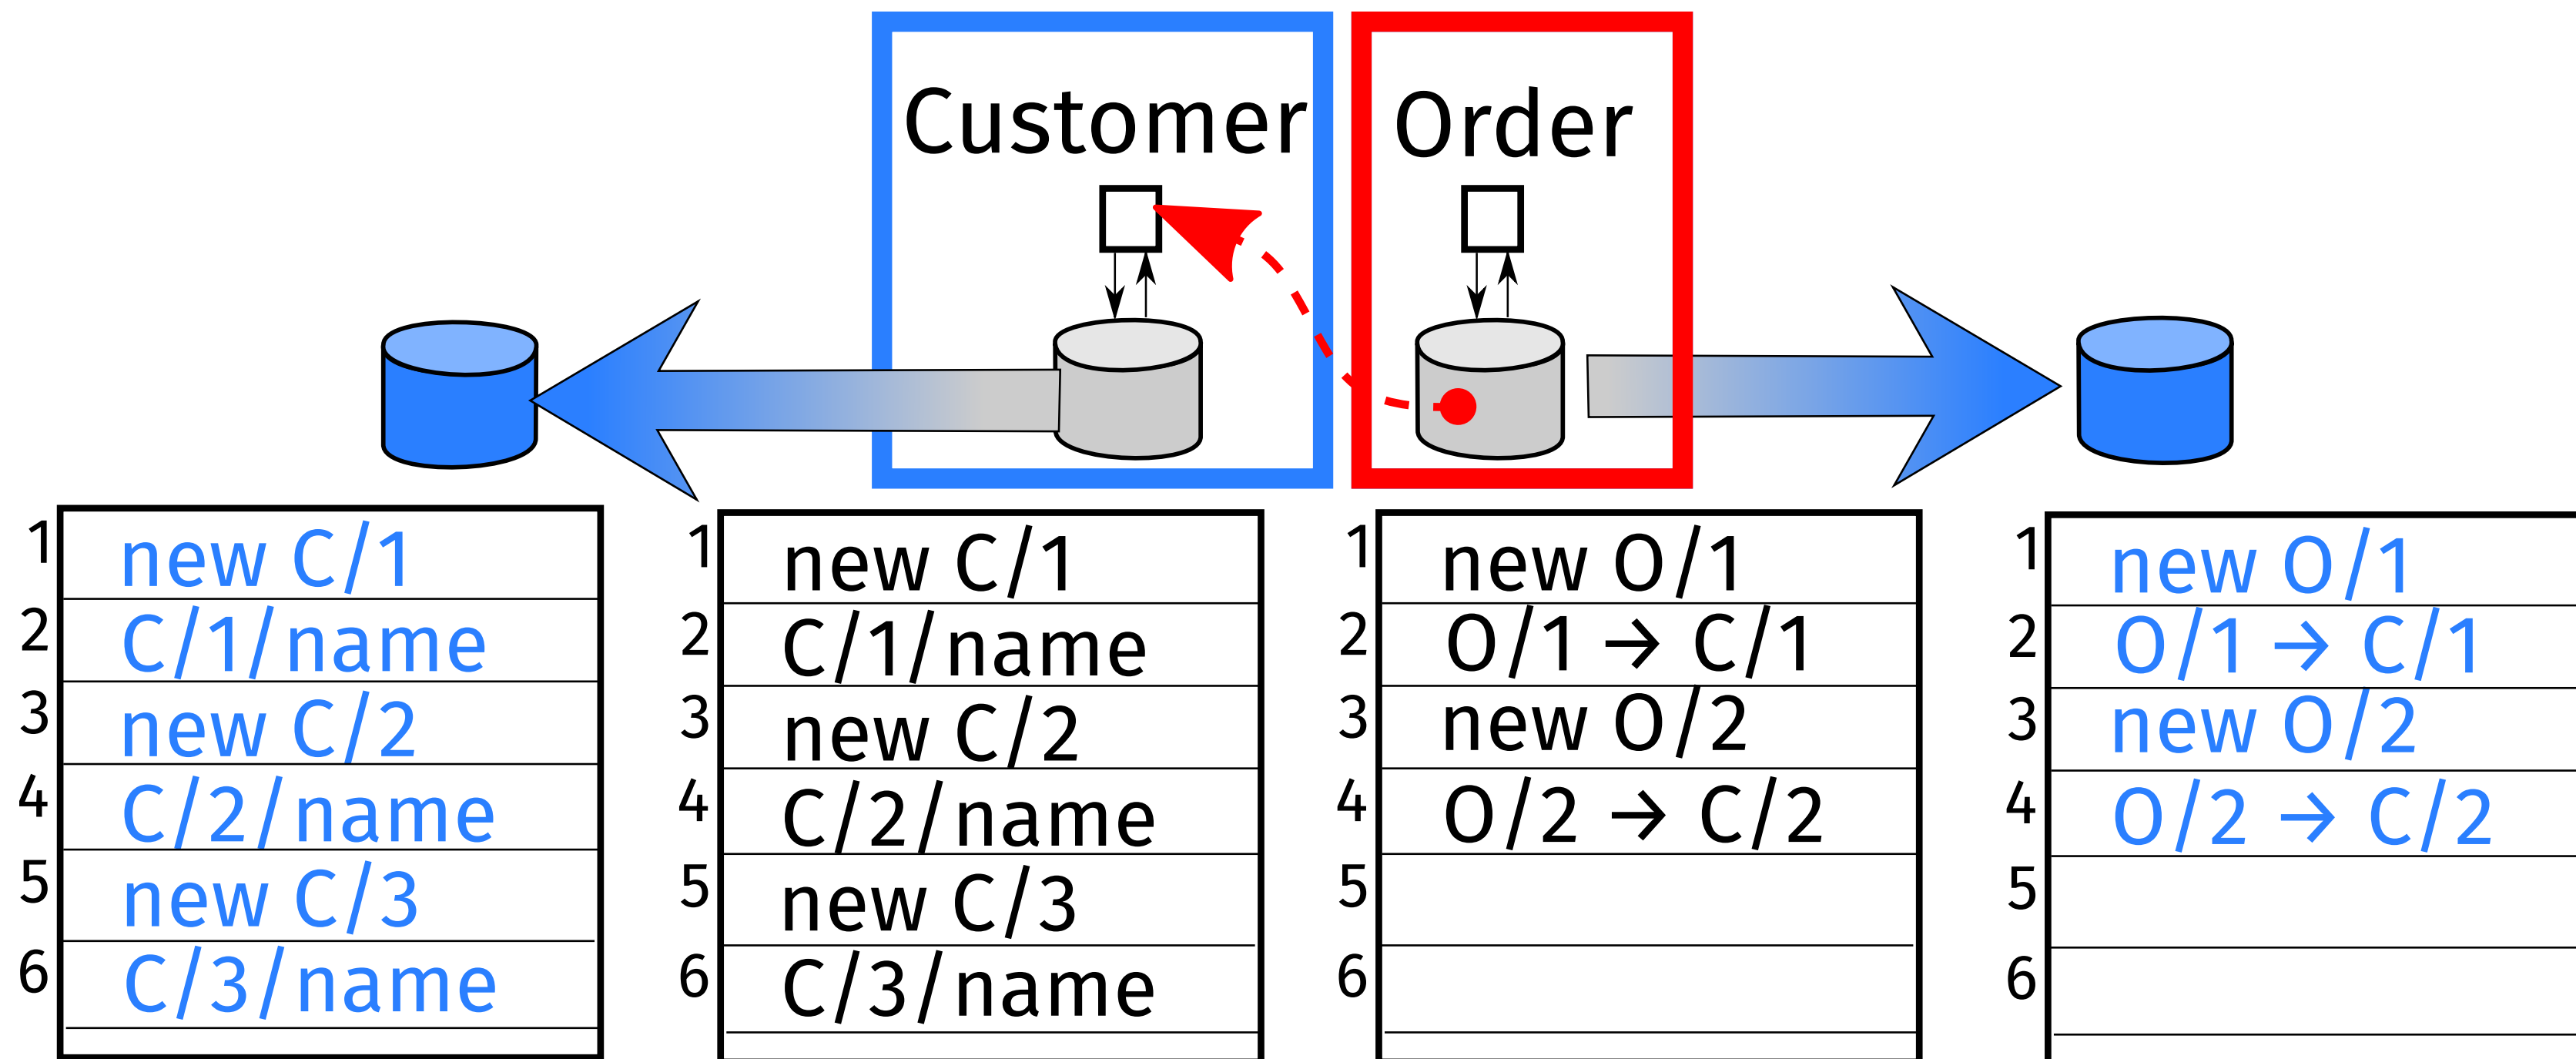 Customer
Order
1 new C/1
2 C/1/name
3 new C/2
4 C/2/name
5 new C/3
6 C/3/name
1 new C/1
2 C/1/name
3 new C/2
4 C/2/name
5 new C/3
6 C/3/name
1 new O/1
2 O/1 → C/1
3 new O/2
4 O/2 → C/2
5
6
1 new O/1
2 O/1 → C/1
3 new O/2
4 O/2 → C/2
5
6